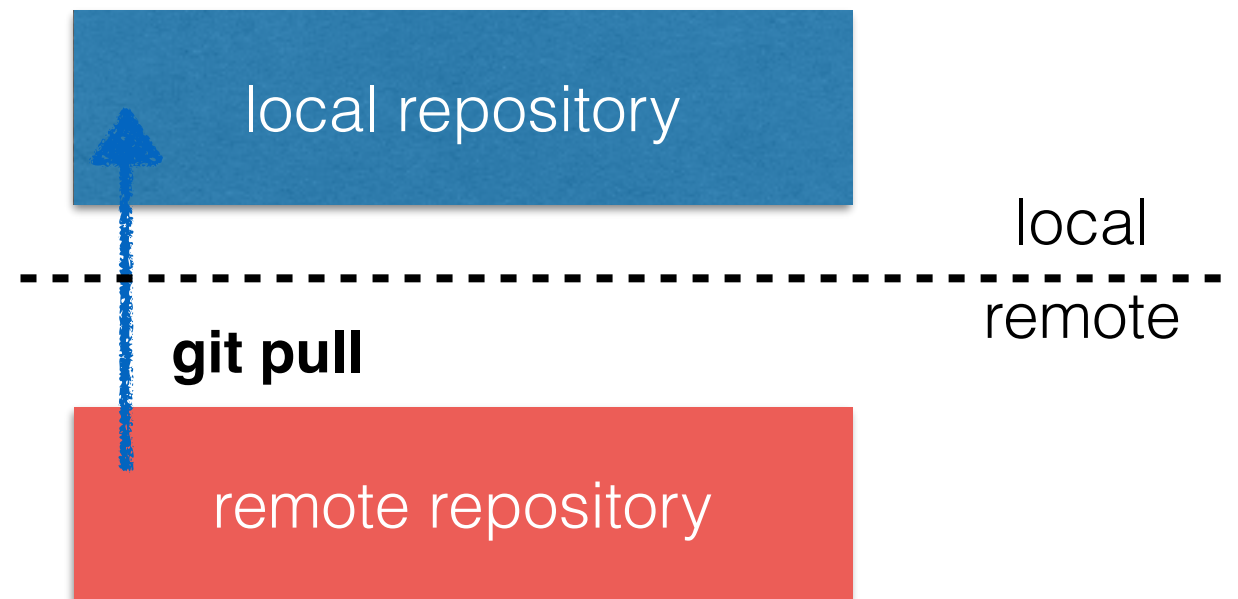 local repository
local
remote
git pull
remote repository